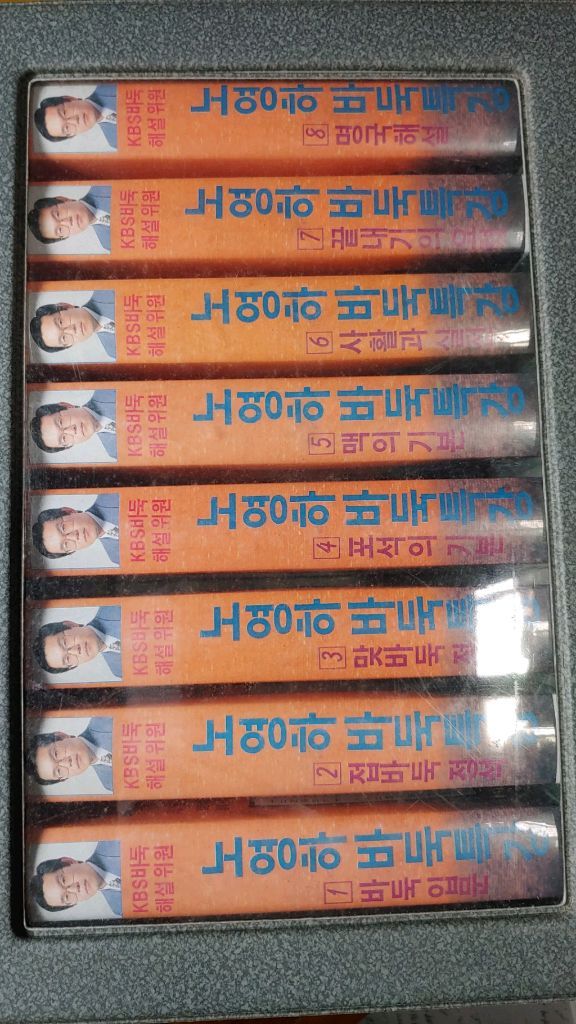 KBS바둑
해설위원
노영하 바둑특강
1 바둑 입문
KBS바둑
해설위원
노영하 바둑특강
2 접바둑 정석
KBS바둑
해설위원
노영하 바둑특강
3 맞바둑
KBS바둑
해설위원
노영하 바둑특강
4 포석의 기본
KBS바둑
해설위원
노영하 바둑특강
5 맥의 기본
KBS바둑
해설위원
노영하 바둑특강
6 사활과 실전
KBS바둑
해설위원
노영하 바둑특강
7 끝내기의
KBS바둑
해설위원
노영하 바둑특강
8 명국해설